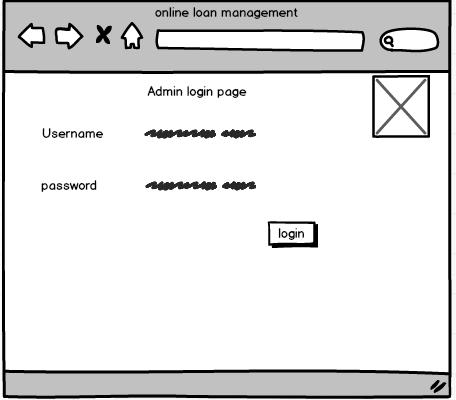 online loan management
Admin login page
Username
password
login